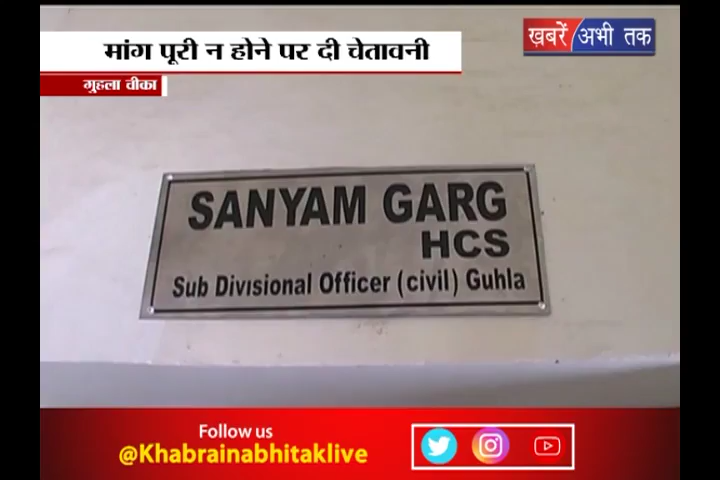 मांग पूरी न होने पर दी चेतावनी
ख़बरें अभी तक
गुहला चीका
SANYAM GARG
HCS
Sub Divisional Officer (civil) Guhla
Follow us
@Khabrainabhitaklive